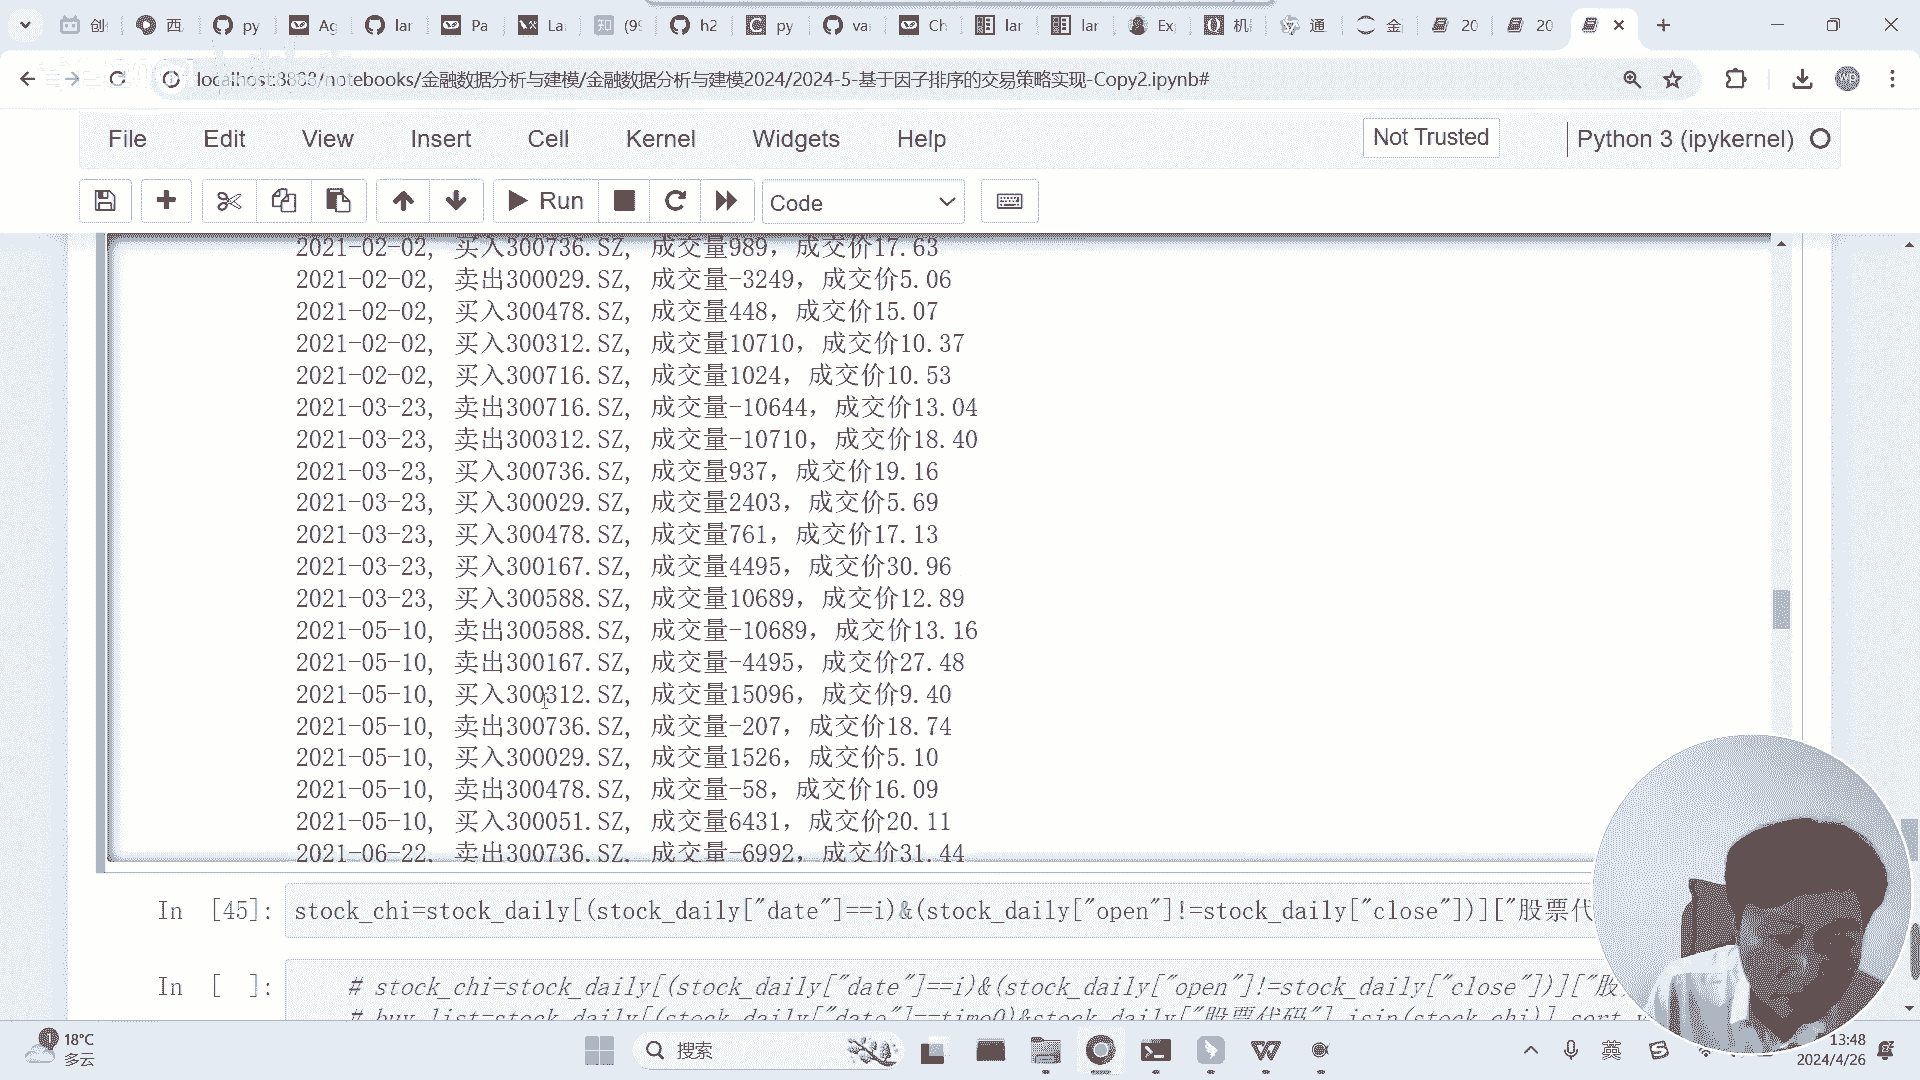 创 西 py Ag lar Pa La (9 h2 py va Ch lar lar Ex 机 通 金 20 20
localhost:8888/notebooks/金融数据分析与建模/金融数据分析与建模2024/2024-5-基于因子排序的交易策略实现-Copy2.ipynb#
File Edit View Insert Cell Kernel Widgets Help Not Trusted Python 3 (ipykernel)
Run Code
2021-02-02, 买入300736.SZ, 成交量989, 成交价17.63
2021-02-02, 卖出300029.SZ, 成交量-3249, 成交价5.06
2021-02-02, 买入300478.SZ, 成交量448, 成交价15.07
2021-02-02, 买入300312.SZ, 成交量10710, 成交价10.37
2021-02-02, 买入300716.SZ, 成交量1024, 成交价10.53
2021-03-23, 卖出300716.SZ, 成交量-10644, 成交价13.04
2021-03-23, 卖出300312.SZ, 成交量-10710, 成交价18.40
2021-03-23, 买入300736.SZ, 成交量937, 成交价19.16
2021-03-23, 买入300029.SZ, 成交量2403, 成交价5.69
2021-03-23, 买入300478.SZ, 成交量761, 成交价17.13
2021-03-23, 买入300167.SZ, 成交量4495, 成交价30.96
2021-03-23, 买入300588.SZ, 成交量10689, 成交价12.89
2021-05-10, 卖出300588.SZ, 成交量-10689, 成交价13.16
2021-05-10, 卖出300167.SZ, 成交量-4495, 成交价27.48
2021-05-10, 买入300312.SZ, 成交量15096, 成交价9.40
2021-05-10, 卖出300736.SZ, 成交量-207, 成交价18.74
2021-05-10, 买入300029.SZ, 成交量1526, 成交价5.10
2021-05-10, 卖出300478.SZ, 成交量-58, 成交价16.09
2021-05-10, 买入300051.SZ, 成交量6431, 成交价20.11
2021-06-22, 卖出300736.SZ, 成交量-6992, 成交价31.44
In [45]: stock_chi=stock_daily[(stock_daily["date"]==i)&(stock_daily["open"]!=stock_daily["close"])]["股票代
In [ ]: # stock_chi=stock_daily[(stock_daily["date"]==i)&(stock_daily["open"]!=stock_daily["close"])]["股
# buy_list=stock_daily[(stock_daily["date"]==time0)&stock_daily["股票代码"].isin(stock_chi)].sort_v
18°C
多云
搜索
英
13:48
2024/4/26